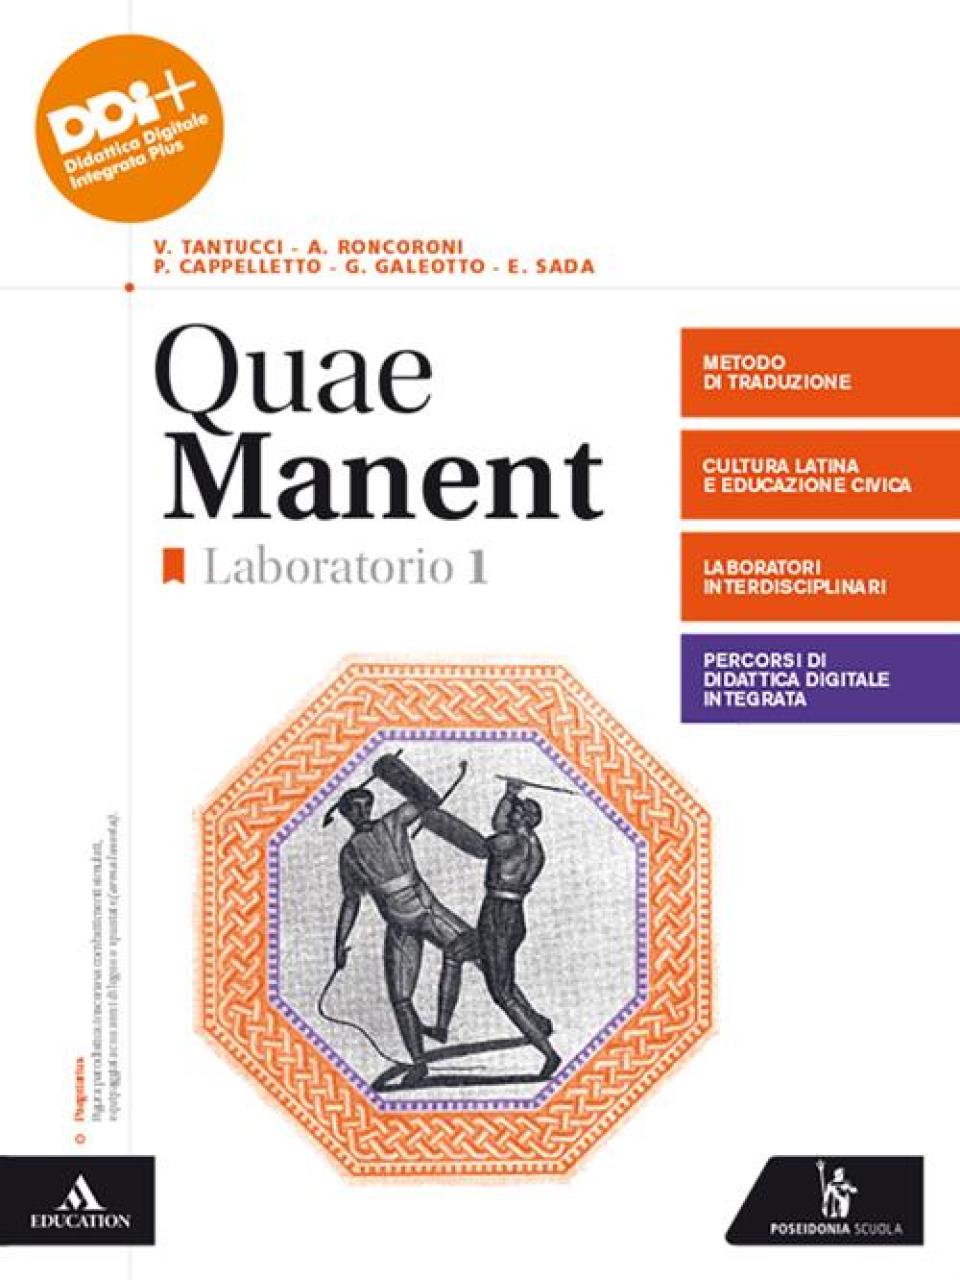 DDi+
Didattica Digitale
Integrata Plus
V. TANTUCCI - A. RONCORONI
P. CAPPELLETTO - G. GALEOTTO - E. SADA
Quae
Manent
Laboratorio 1
METODO
DI TRADUZIONE
CULTURA LATINA
E EDUCAZIONE CIVICA
LABORATORI
INTERDISCIPLINARI
PERCORSI DI
DIDATTICA DIGITALE
INTEGRATA
A
EDUCATION
POSEIDONIA SCUOLA